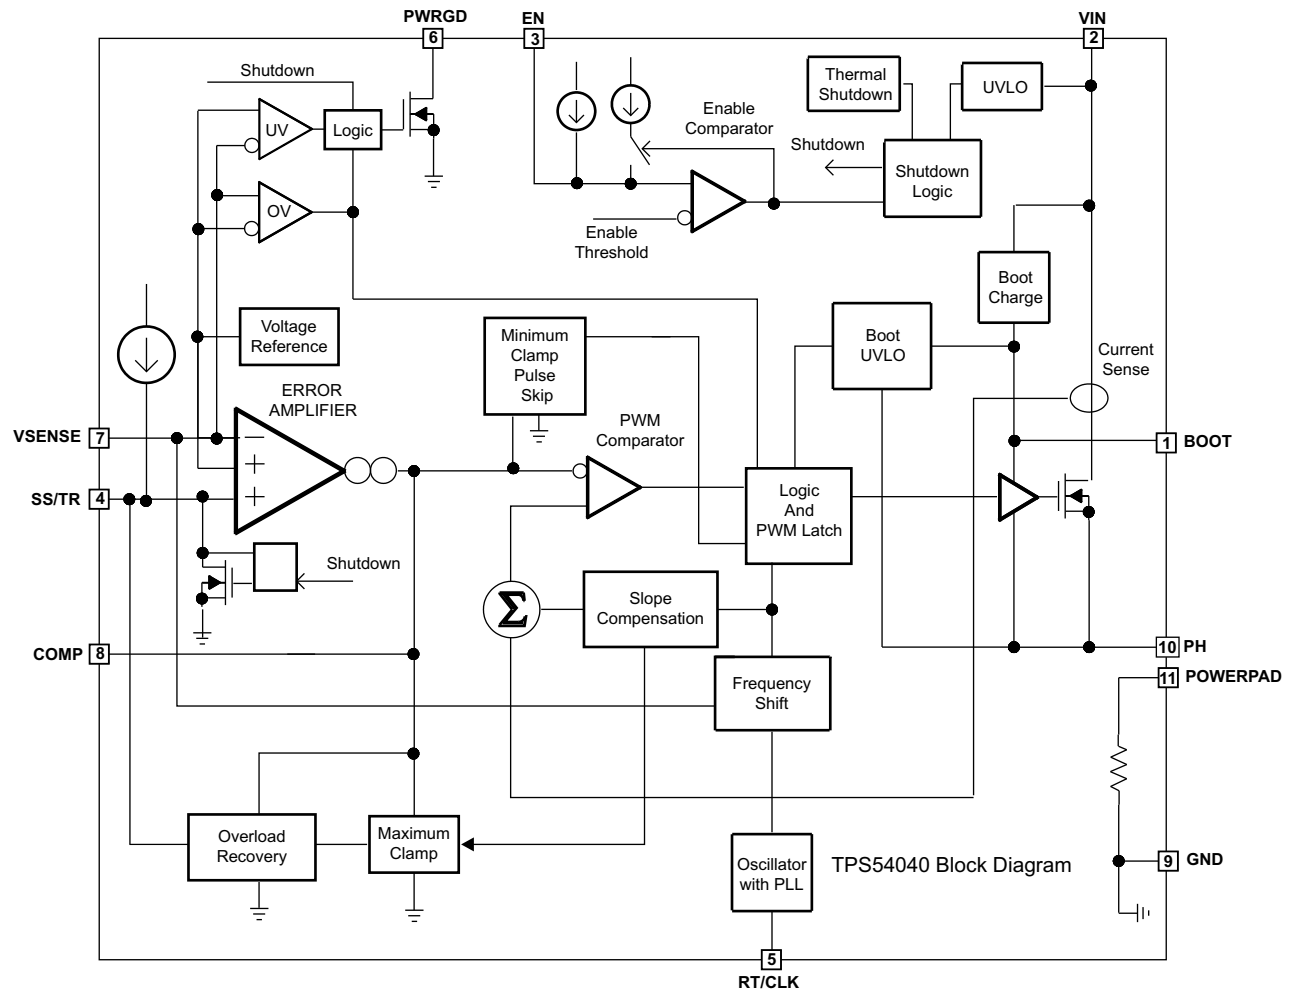 PWRGD
EN
VIN
6
3
2
Shutdown
UV
Logic
OV
Enable
Comparator
Thermal
Shutdown
UVLO
Shutdown
Shutdown
Logic
Enable
Threshold
Boot
Charge
Voltage
Reference
Minimum
Clamp
Pulse
Skip
Boot
UVLO
Current
Sense
ERROR
AMPLIFIER
PWM
Comparator
VSENSE 7
−
+
+
1 BOOT
SS/TR 4
Logic
And
PWM Latch
Shutdown
Σ
Slope
Compensation
COMP 8
10 PH
11 POWERPAD
Frequency
Shift
Overload
Recovery
Maximum
Clamp
Oscillator
with PLL
TPS54040 Block Diagram
9 GND
5
RT/CLK